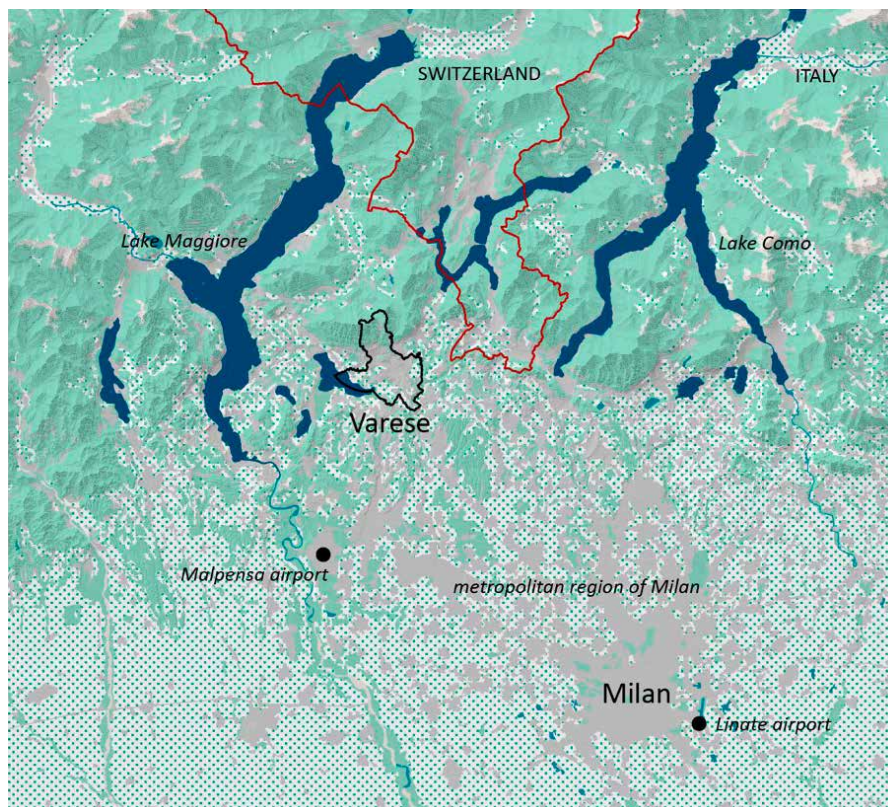 SWITZERLAND
ITALY
Lake Maggiore
Lake Como
Varese
Malpensa airport
metropolitan region of Milan
Milan
Linate airport